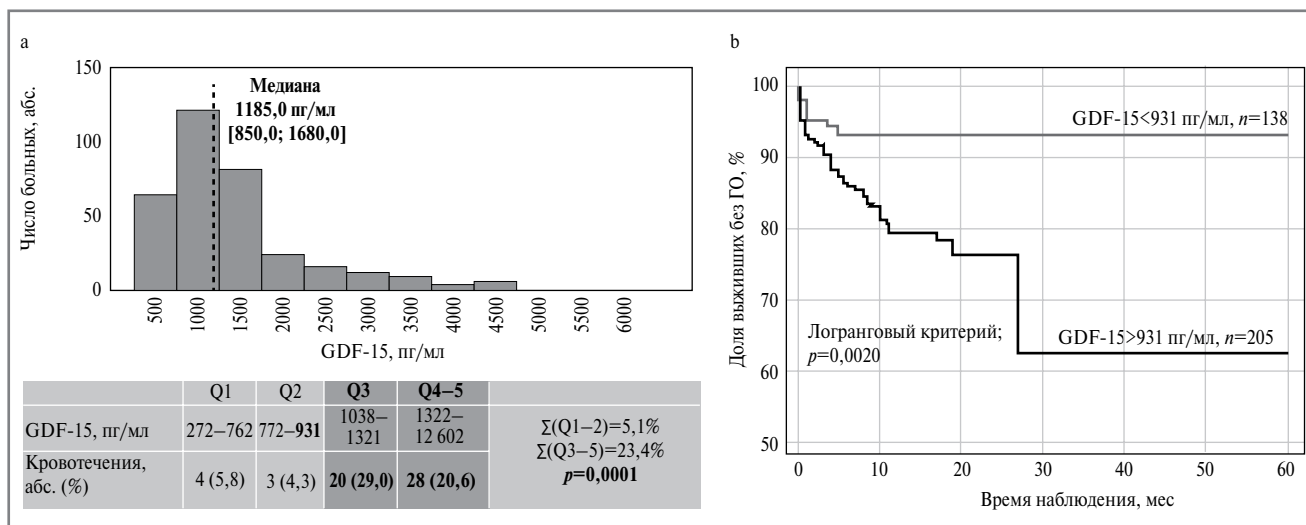 a
150
100
50
0
Число больных, абс.
Медиана
1185,0 пг/мл
[850,0; 1680,0]
500
1000
1500
2000
2500
3000
3500
4000
4500
5000
5500
6000
GDF-15, пг/мл
Q1 Q2 Q3 Q4–5
GDF-15, пг/мл 272–762 772–931 1038–1321 1322–12 602
Кровотечения, абс. (%) 4 (5,8) 3 (4,3) 20 (29,0) 28 (20,6)
∑(Q1–2)=5,1%
∑(Q3–5)=23,4%
p=0,0001
b
100
90
80
70
60
50
Доля выживших без ГО, %
GDF-15<931 пг/мл, n=138
GDF-15>931 пг/мл, n=205
Логранговый критерий;
p=0,0020
0 10 20 30 40 50 60
Время наблюдения, мес